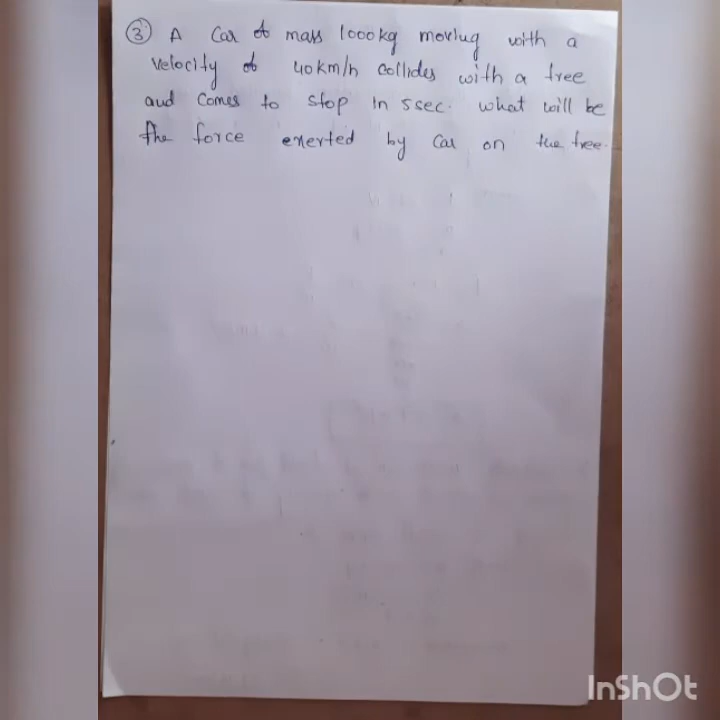 ③ A Car of mass 1000kg moving with a
velocity of 40km/h collides with a tree
and comes to stop in 5sec. what will be
the force exerted by car on the tree.
InShOt